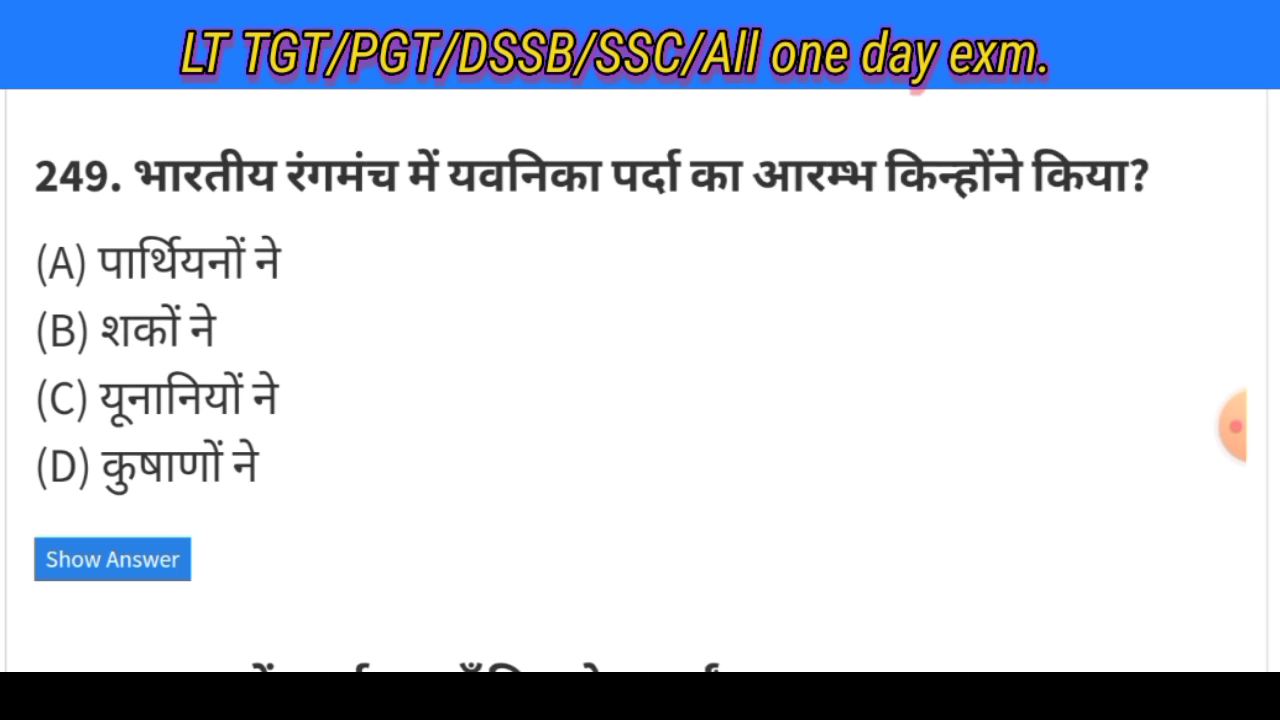 LT TGT/PGT/DSSB/SSC/All one day exm.
249. भारतीय रंगमंच में यवनिका पर्दा का आरम्भ किन्होंने किया?
(A) पार्थियनों ने
(B) शकों ने
(C) यूनानियों ने
(D) कुषाणों ने
Show Answer